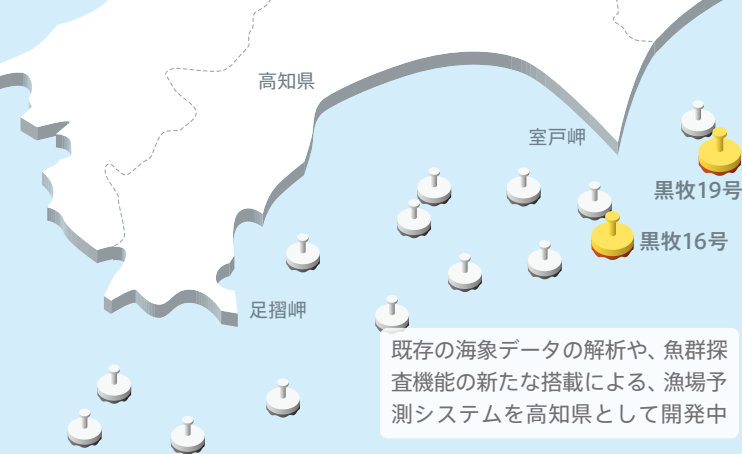 高知県
室戸岬
黒牧19号
黒牧16号
足摺岬
既存の海象データの解析や、魚群探
査機能の新たな搭載による、漁場予
測システムを高知県として開発中